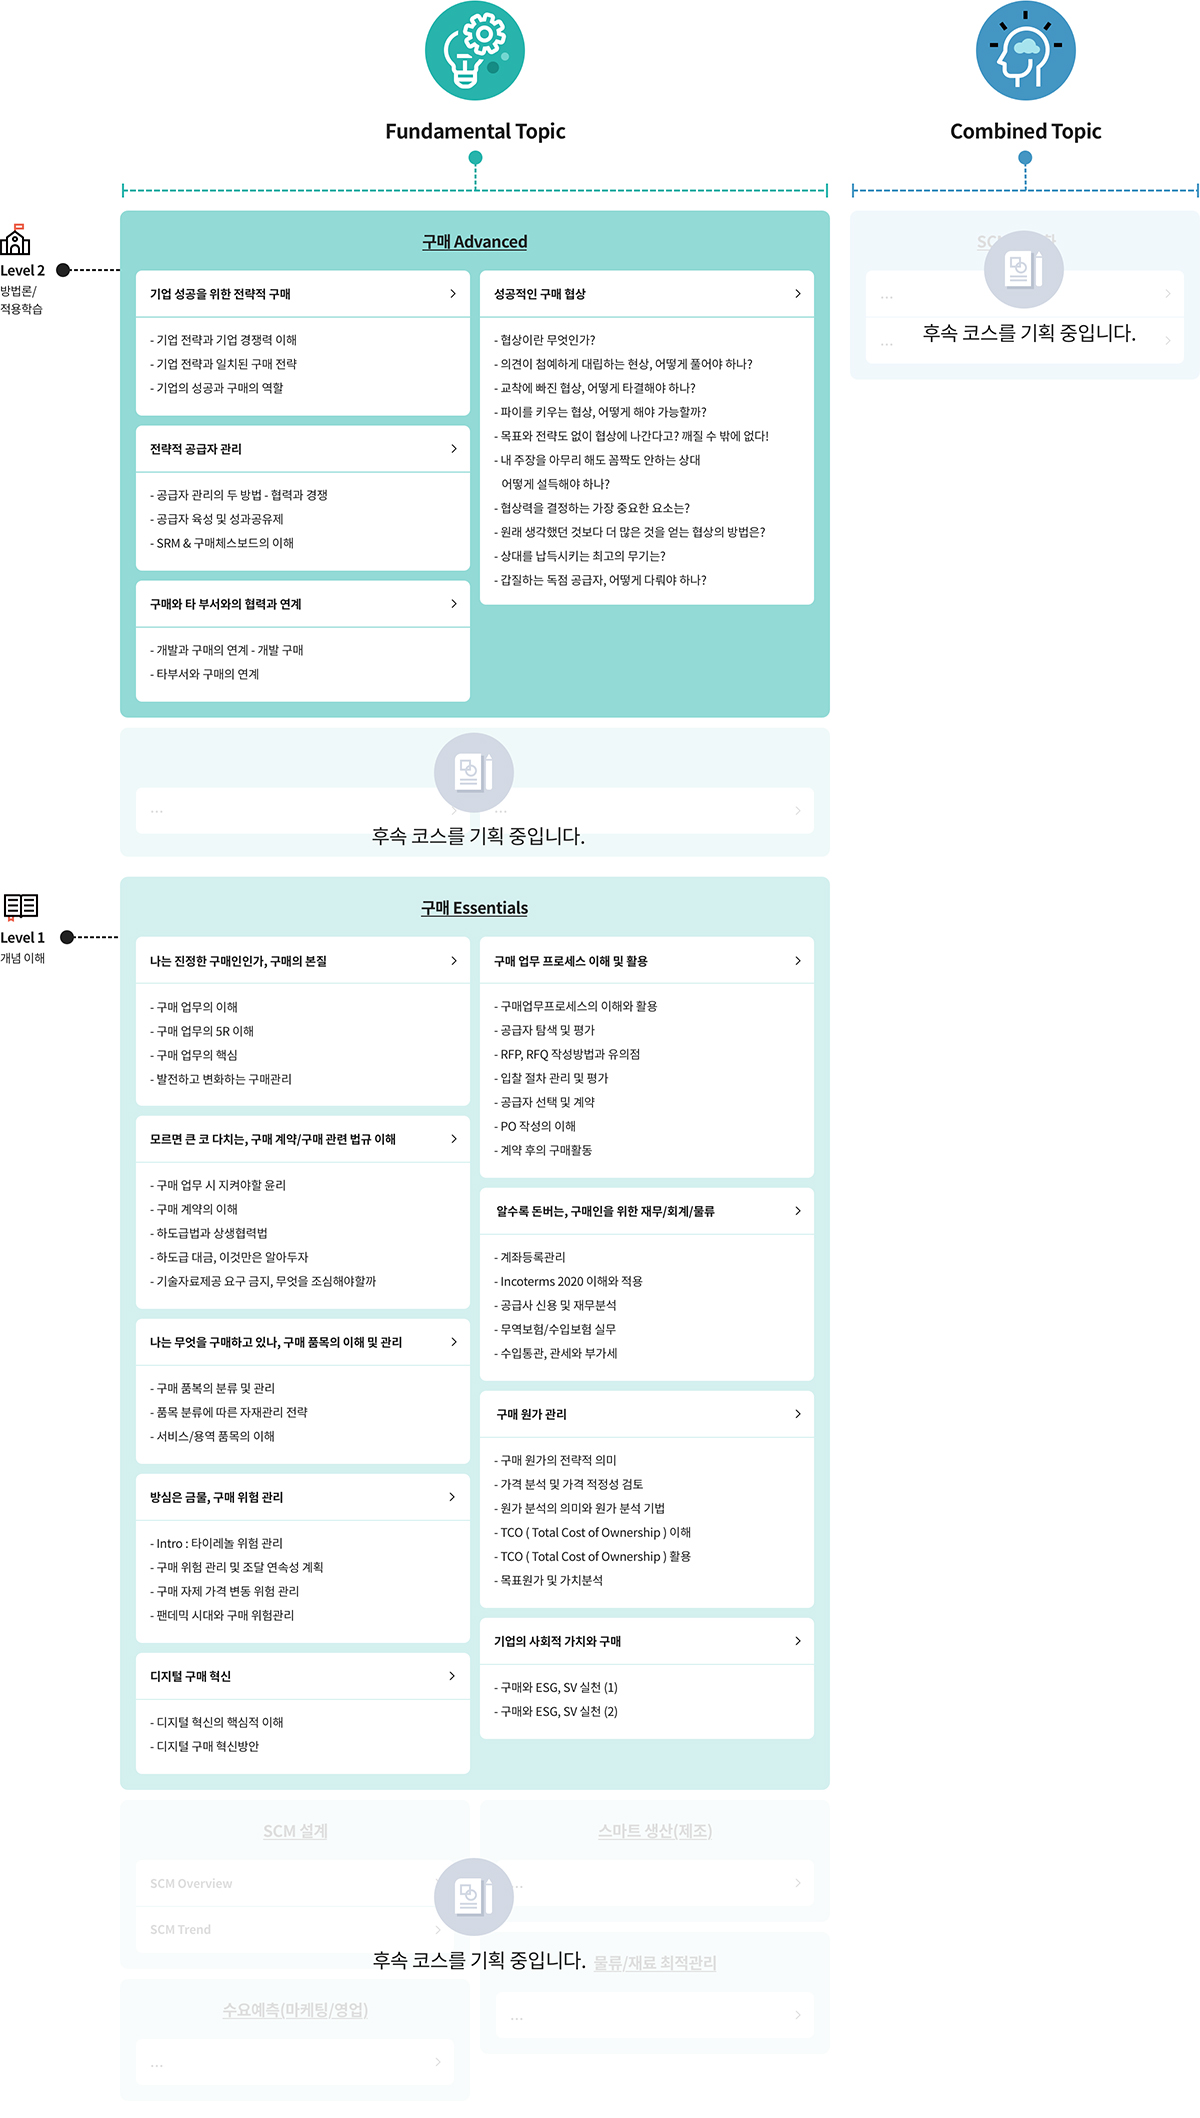 Fundamental Topic
Combined Topic
Level 2
방법론/
적용학습
구매 Advanced
기업 성공을 위한 전략적 구매
- 기업 전략과 기업 경쟁력 이해
- 기업 전략과 일치된 구매 전략
- 기업의 성공과 구매의 역할
전략적 공급자 관리
- 공급자 관리의 두 방법 - 협력과 경쟁
- 공급자 육성 및 성과공유제
- SRM & 구매체스보드의 이해
구매와 타 부서와의 협력과 연계
- 개발과 구매의 연계 - 개발 구매
- 타부서와 구매의 연계
성공적인 구매 협상
- 협상이란 무엇인가?
- 의견이 첨예하게 대립하는 현상, 어떻게 풀어야 하나?
- 교착에 빠진 협상, 어떻게 타결해야 하나?
- 파이를 키우는 협상, 어떻게 해야 가능할까?
- 목표와 전략도 없이 협상에 나간다고? 깨질 수 밖에 없다!
- 내 주장을 아무리 해도 꼼짝도 안하는 상대
어떻게 설득해야 하나?
- 협상력을 결정하는 가장 중요한 요소는?
- 원래 생각했던 것보다 더 많은 것을 얻는 협상의 방법은?
- 상대를 납득시키는 최고의 무기는?
- 갑질하는 독점 공급자, 어떻게 다뤄야 하나?
...
...
후속 코스를 기획 중입니다.
...
...
후속 코스를 기획 중입니다.
Level 1
개념 이해
구매 Essentials
나는 진정한 구매인인가, 구매의 본질
- 구매 업무의 이해
- 구매 업무의 5R 이해
- 구매 업무의 핵심
- 발전하고 변화하는 구매관리
모르면 큰 코 다치는, 구매 계약/구매 관련 법규 이해
- 구매 업무 시 지켜야할 윤리
- 구매 계약의 이해
- 하도급법과 상생협력법
- 하도급 대금, 이것만은 알아두자
- 기술자료제공 요구 금지, 무엇을 조심해야할까
나는 무엇을 구매하고 있나, 구매 품목의 이해 및 관리
- 구매 품복의 분류 및 관리
- 품목 분류에 따른 자재관리 전략
- 서비스/용역 품목의 이해
방심은 금물, 구매 위험 관리
- Intro : 타이레놀 위험 관리
- 구매 위험 관리 및 조달 연속성 계획
- 구매 자제 가격 변동 위험 관리
- 팬데믹 시대와 구매 위험관리
디지털 구매 혁신
- 디지털 혁신의 핵심적 이해
- 디지털 구매 혁신방안
구매 업무 프로세스 이해 및 활용
- 구매업무프로세스의 이해와 활용
- 공급자 탐색 및 평가
- RFP, RFQ 작성방법과 유의점
- 입찰 절차 관리 및 평가
- 공급자 선택 및 계약
- PO 작성의 이해
- 계약 후의 구매활동
알수록 돈버는, 구매인을 위한 재무/회계/물류
- 계좌등록관리
- Incoterms 2020 이해와 적용
- 공급사 신용 및 재무분석
- 무역보험/수입보험 실무
- 수입통관, 관세와 부가세
구매 원가 관리
- 구매 원가의 전략적 의미
- 가격 분석 및 가격 적정성 검토
- 원가 분석의 의미와 원가 분석 기법
- TCO ( Total Cost of Ownership ) 이해
- TCO ( Total Cost of Ownership ) 활용
- 목표원가 및 가치분석
기업의 사회적 가치와 구매
- 구매와 ESG, SV 실천 (1)
- 구매와 ESG, SV 실천 (2)
SCM 설계
SCM Overview
SCM Trend
스마트 생산(제조)
...
후속 코스를 기획 중입니다.
물류/재료 최적관리
...
수요예측(마케팅/영업)
...